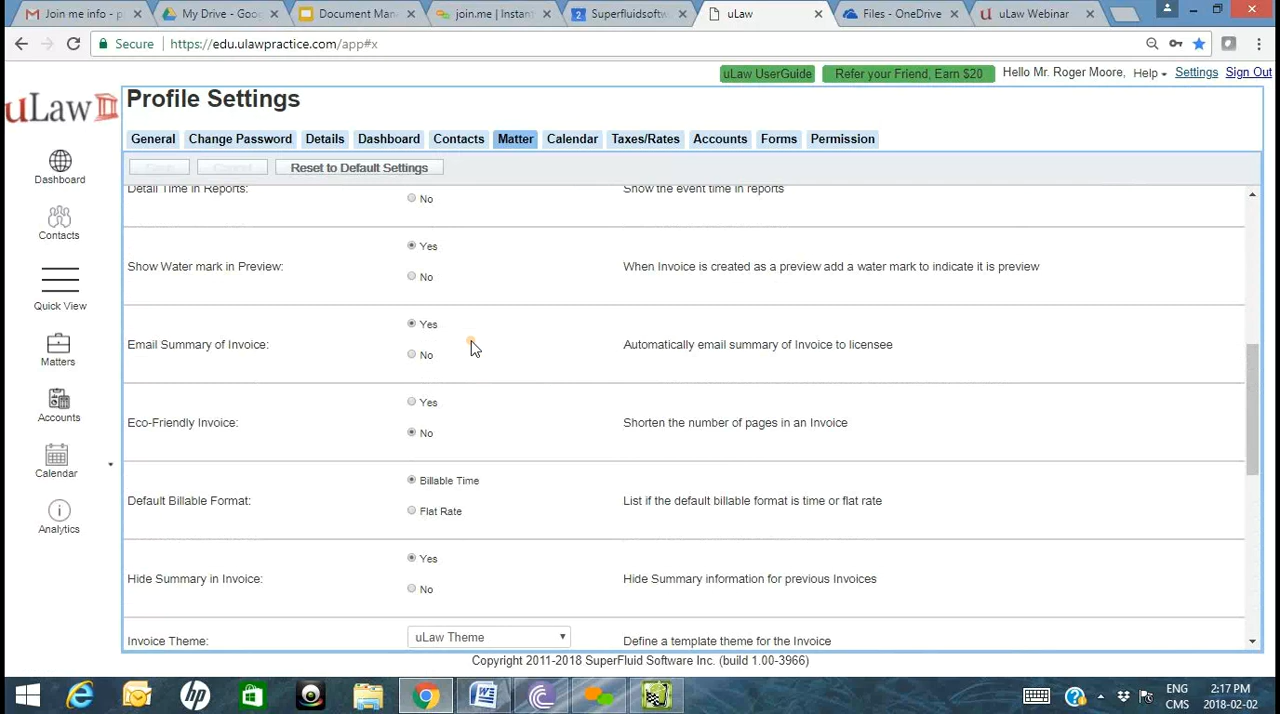 Join me info - p
My Drive - Goo
Document Man
join.me | Instan
Superfluidsoftw
uLaw
Files - OneDrive
uLaw Webinar
Secure
https://edu.ulawpractice.com/app#x
uLaw UserGuide
Refer your Friend, Earn $20
Hello Mr. Roger Moore, Help
Settings
Sign Out
uLaw
Profile Settings
General
Change Password
Details
Dashboard
Contacts
Matter
Calendar
Taxes/Rates
Accounts
Forms
Permission
Save
Cancel
Reset to Default Settings
Dashboard
Contacts
Quick View
Matters
Accounts
Calendar
Analytics
Detail Time in Reports:
No
Show the event time in reports
Yes
Show Water mark in Preview:
No
When Invoice is created as a preview add a water mark to indicate it is preview
Yes
Email Summary of Invoice:
No
Automatically email summary of Invoice to licensee
Yes
Eco-Friendly Invoice:
No
Shorten the number of pages in an Invoice
Billable Time
Default Billable Format:
Flat Rate
List if the default billable format is time or flat rate
Yes
Hide Summary in Invoice:
No
Hide Summary information for previous Invoices
Invoice Theme:
uLaw Theme
Define a template theme for the Invoice
Copyright 2011-2018 SuperFluid Software Inc. (build 1.00-3966)
ENG
CMS
2:17 PM
2018-02-02